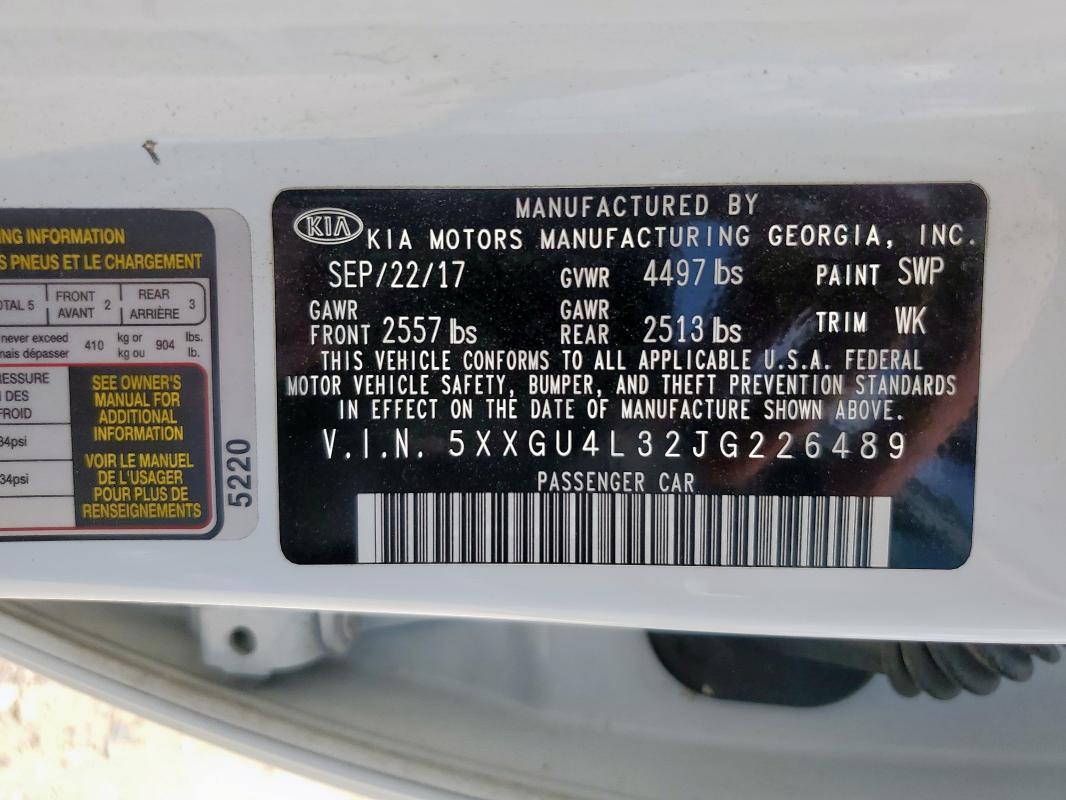 NG INFORMATION
S PNEUS ET LE CHARGEMENT
OTAL 5 FRONT AVANT 2 REAR ARRIÈRE 3
never exceed 410 kg or 904 lbs.
mais dépasser kg ou lb.
ESSURE
DES
FROID
34psi
34psi
SEE OWNER'S
MANUAL FOR
ADDITIONAL
INFORMATION
VOIR LE MANUEL
DE L'USAGER
POUR PLUS DE
RENSEIGNEMENTS
5220
KIA
MANUFACTURED BY
KIA MOTORS MANUFACTURING GEORGIA, INC.
SEP/22/17 GVWR 4497 lbs PAINT SWP
GAWR GAWR
FRONT 2557 lbs REAR 2513 lbs TRIM WK
THIS VEHICLE CONFORMS TO ALL APPLICABLE U.S.A. FEDERAL
MOTOR VEHICLE SAFETY, BUMPER, AND THEFT PREVENTION STANDARDS
IN EFFECT ON THE DATE OF MANUFACTURE SHOWN ABOVE.
V.I.N. 5XXGU4L32JG226489
PASSENGER CAR